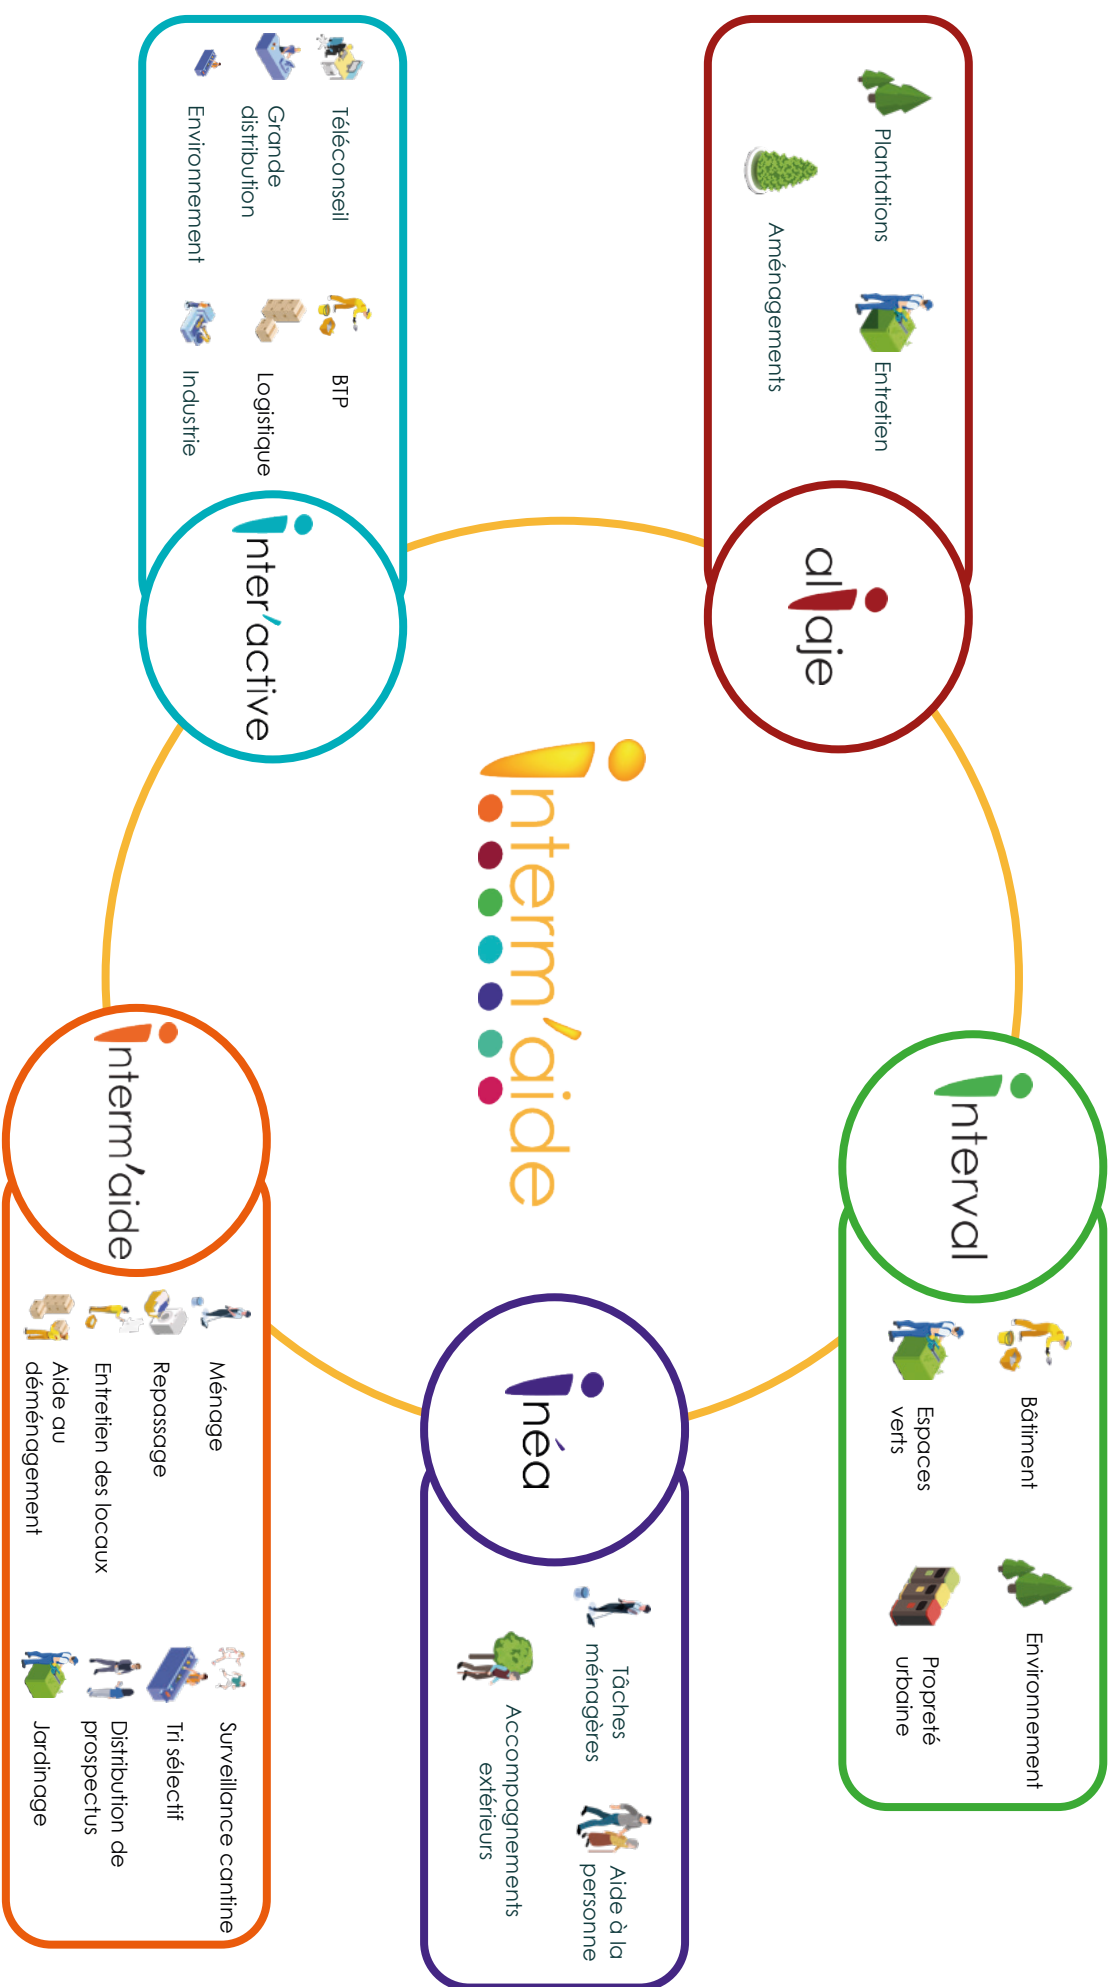 aliaje
Plantations
Entretien
Aménagements
interval
Bâtiment
Environnement
Espaces
verts
Propreté
urbaine
interm'aide
inéa
Tâches
ménagères
Aide à la
personne
Accompagnements
extérieurs
inter'active
Téléconseil
BTP
Grande
distribution
Logistique
Environnement
Industrie
interm'aide
Ménage
Surveillance cantine
Repassage
Tri sélectif
Entretien des locaux
Distribution de
prospectus
Aide au
déménagement
Jardinage